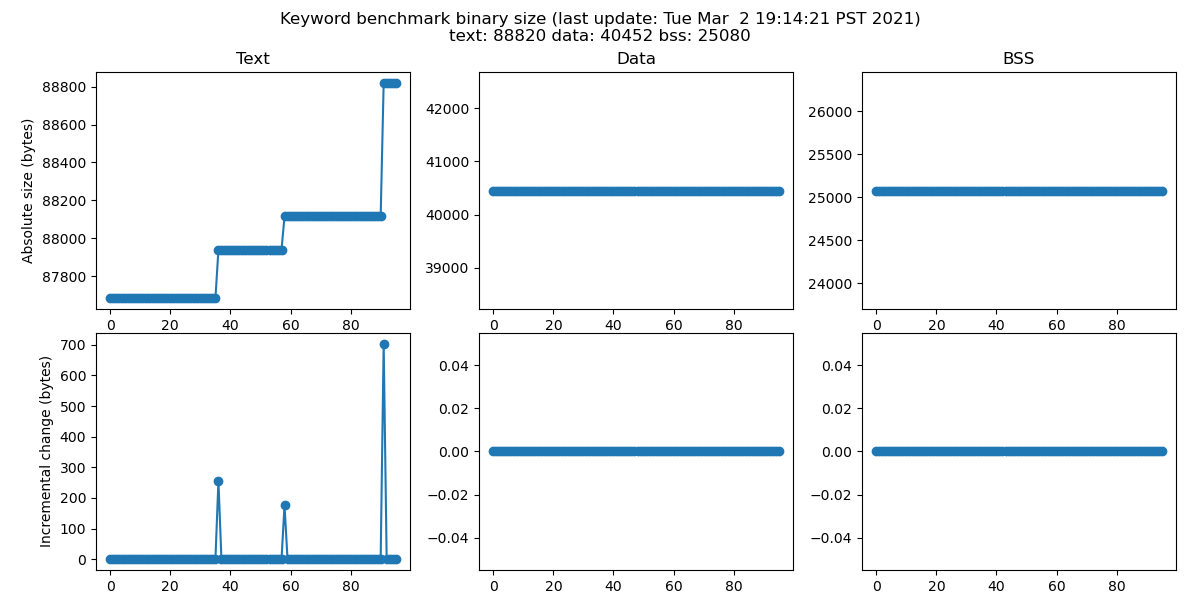 Keyword benchmark binary size (last update: Tue Mar  2 19:14:21 PST 2021)
text: 88820 data: 40452 bss: 25080
Text
Data
BSS
Absolute size (bytes)
88800
88600
88400
88200
88000
87800
0 20 40 60 80
42000
41000
40000
39000
0 20 40 60 80
26000
25500
25000
24500
24000
0 20 40 60 80
Incremental change (bytes)
700
600
500
400
300
200
100
0
0 20 40 60 80
0.04
0.02
0.00
−0.02
−0.04
0 20 40 60 80
0.04
0.02
0.00
−0.02
−0.04
0 20 40 60 80